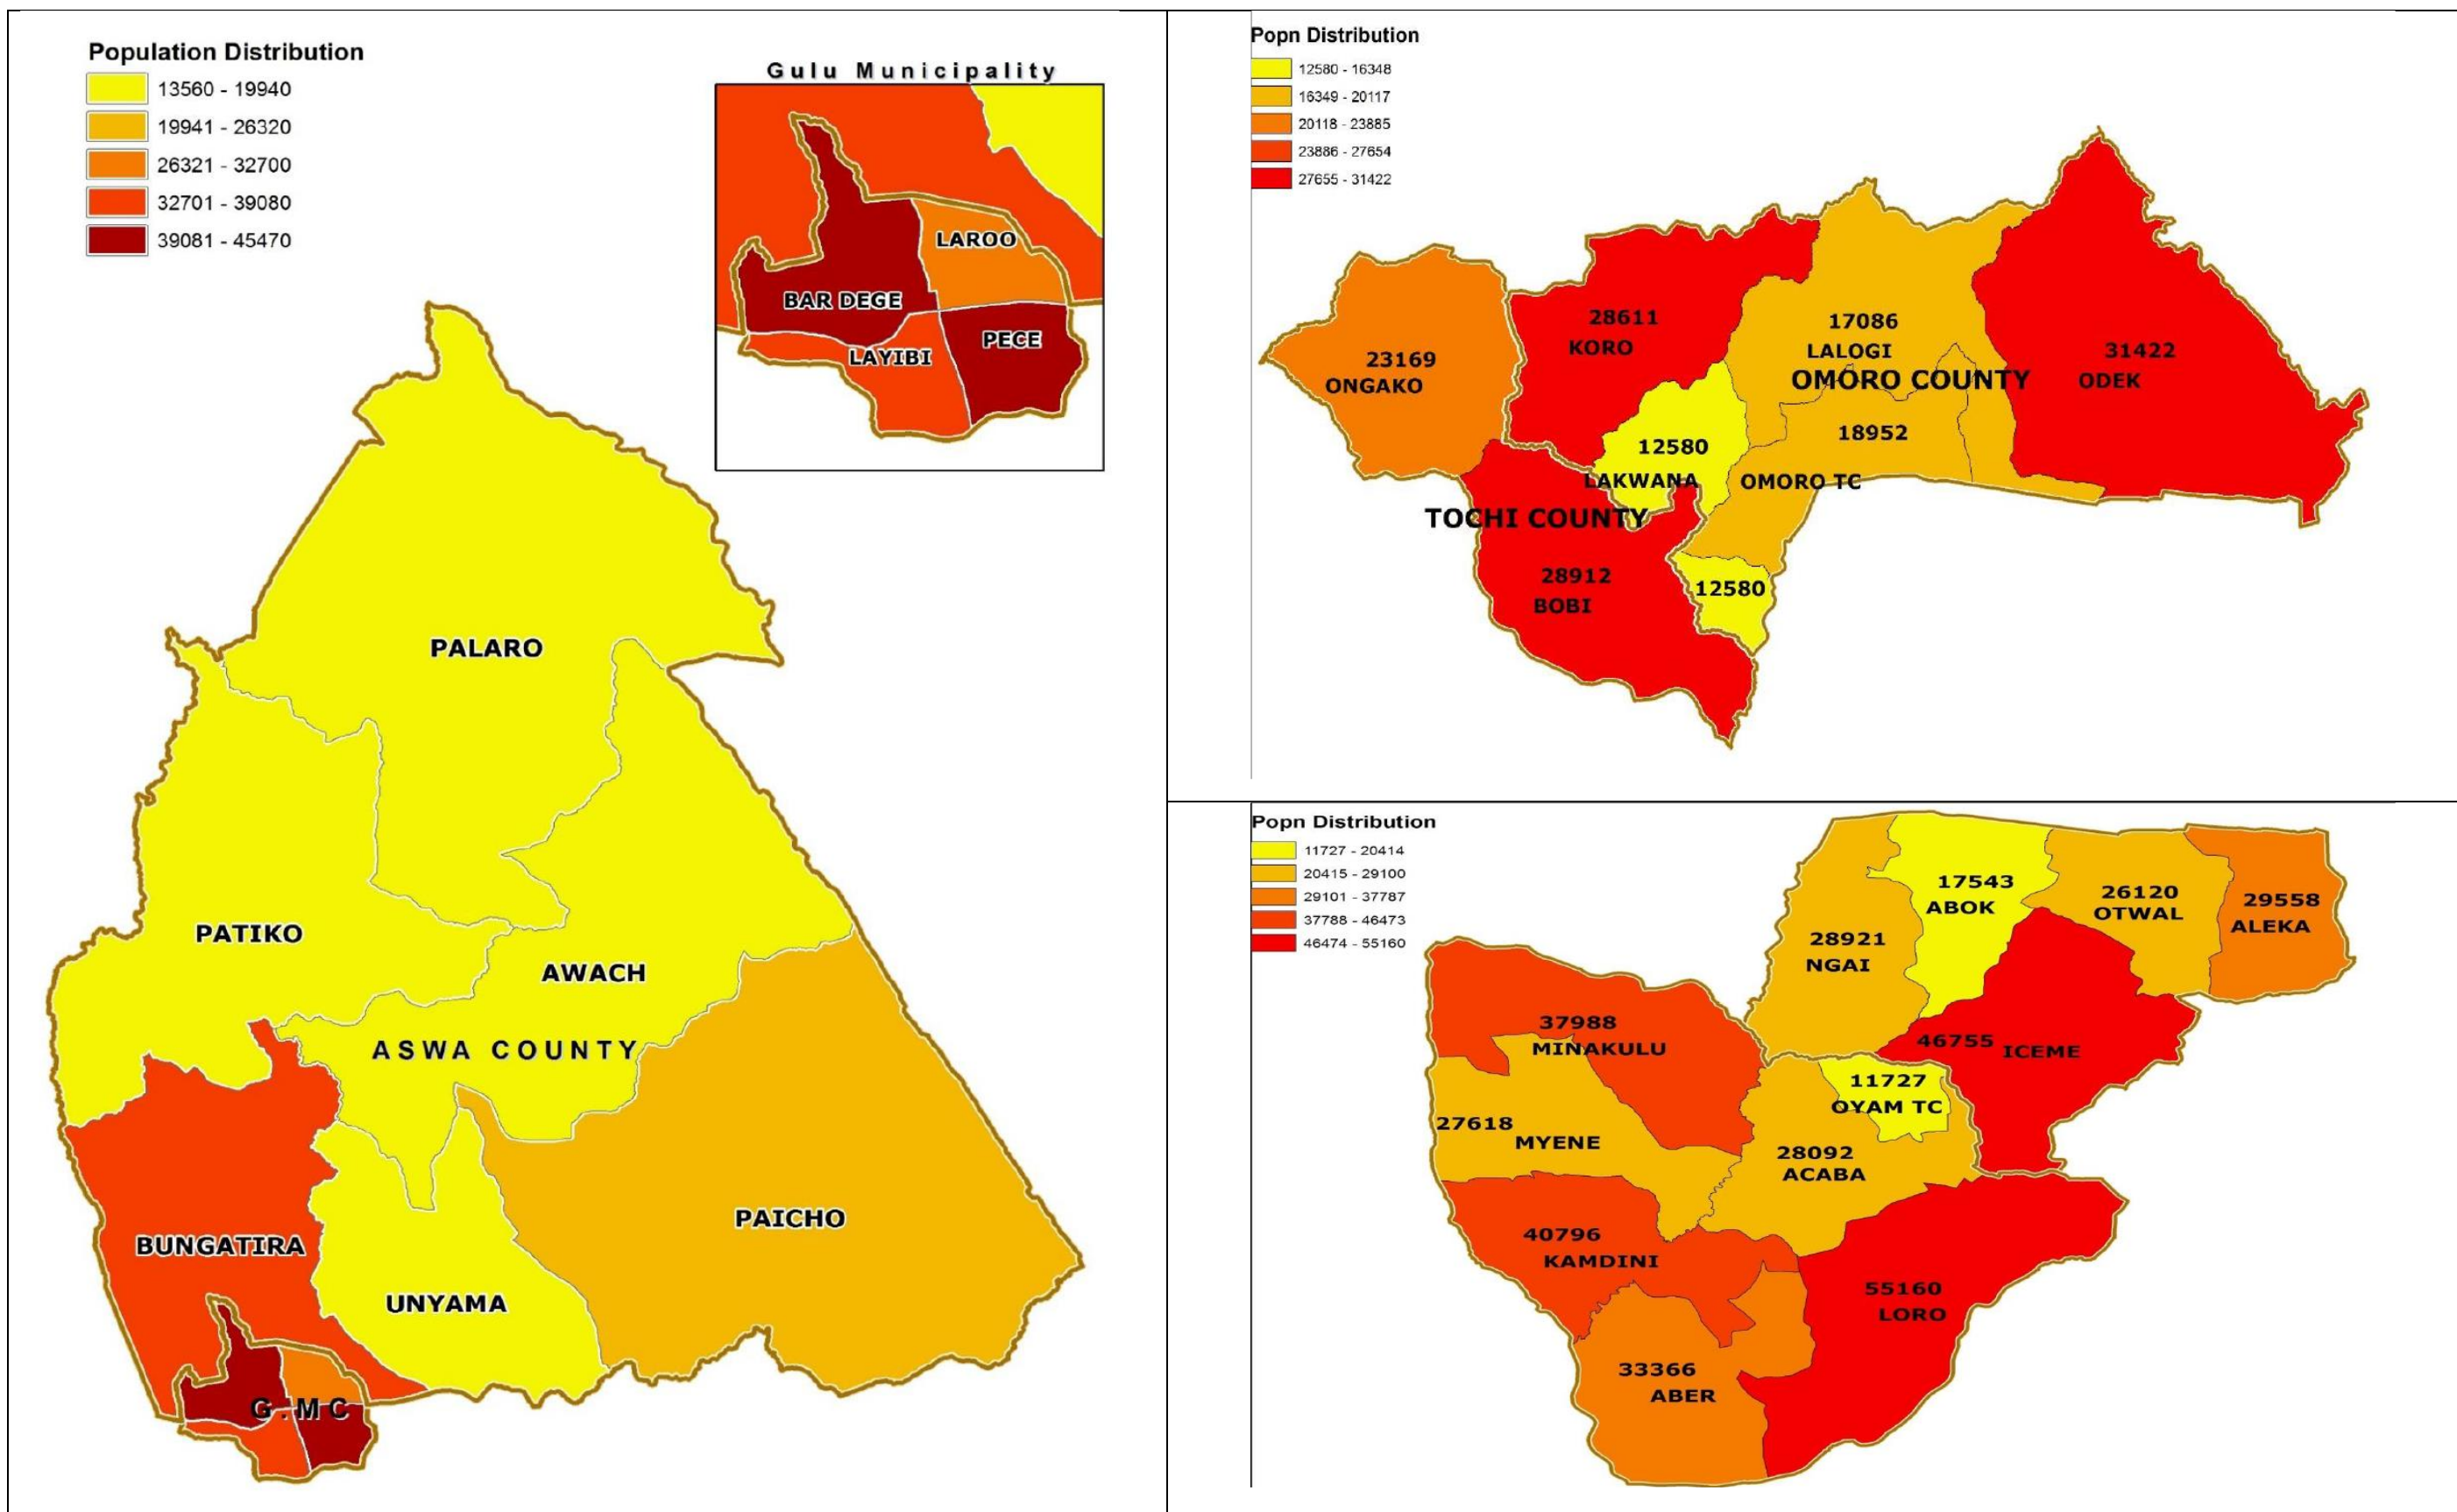 Population Distribution
13560 - 19940
19941 - 26320
26321 - 32700
32701 - 39080
39081 - 45470
Gulu Municipality
LAROO
BAR DEGE
PECE
LAYIBI
PALARO
PATIKO
AWACH
ASWA COUNTY
PAICHO
BUNGATIRA
UNYAMA
G.MC
Popn Distribution
12580 - 16348
16349 - 20117
20118 - 23885
23886 - 27654
27655 - 31422
28611
KORO
17086
LALOGI
31422
ODEK
23169
ONGAKO
OMORO COUNTY
18952
12580
LAKWANA
OMORO TC
TOCHI COUNTY
28912
BOBI
12580
Popn Distribution
11727 - 20414
20415 - 29100
29101 - 37787
37788 - 46473
46474 - 55160
17543
ABOK
26120
OTWAL
29558
ALEKA
28921
NGAI
37988
MINAKULU
46755 ICEME
11727
OYAM TC
27618
MYENE
28092
ACABA
40796
KAMDINI
55160
LORO
33366
ABER